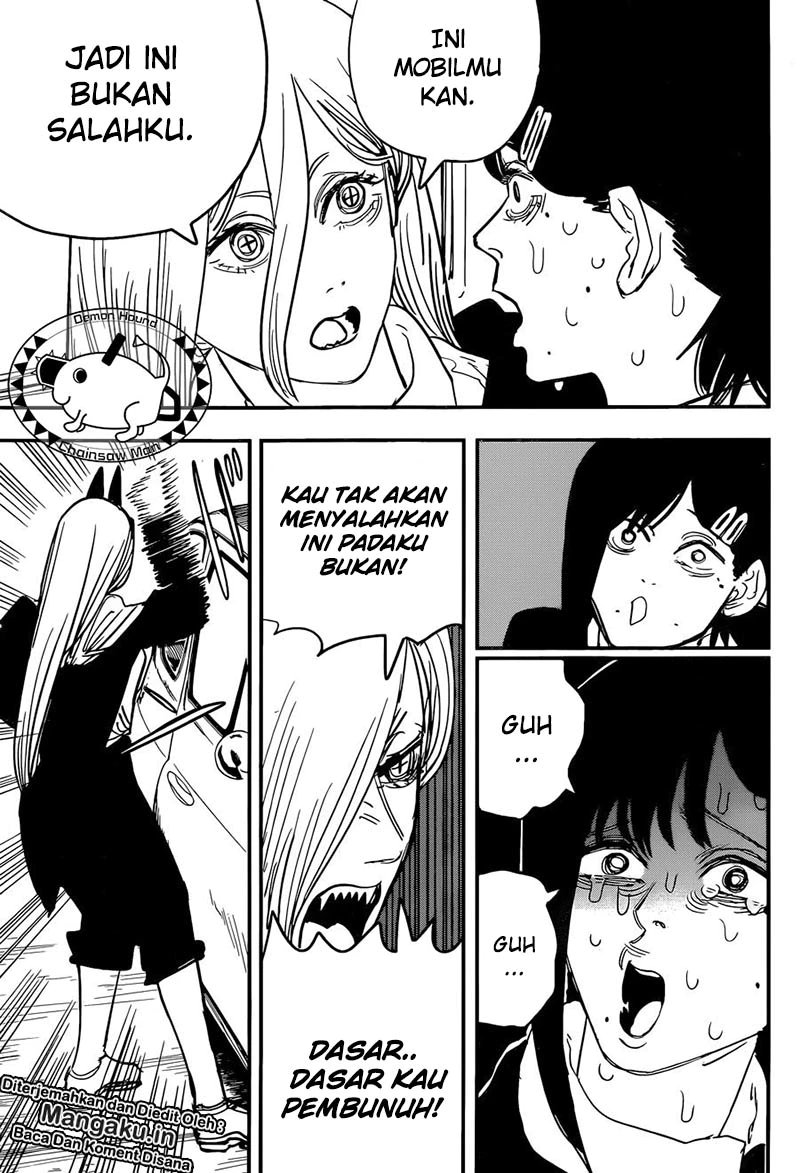 INI
MOBILMU
KAN.
JADI INI
BUKAN
SALAHKU.
Demon Hound
Chainsaw Main
GUH
...
GUH
...
KAU TAK AKAN
MENYALAHKAN
INI PADAKU
BUKAN!
DASAR..
DASAR KAU
PEMBUNUH!
Diterjemahkan dan Diedit Oleh :
Mangaku.in
Baca Dan Koment Disana